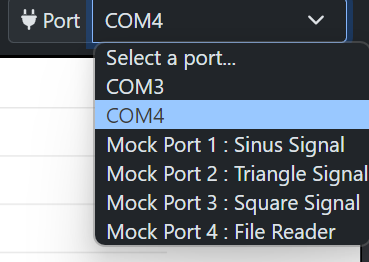 Port COM4
Select a port...
COM3
COM4
Mock Port 1 : Sinus Signal
Mock Port 2 : Triangle Signal
Mock Port 3 : Square Signal
Mock Port 4 : File Reader